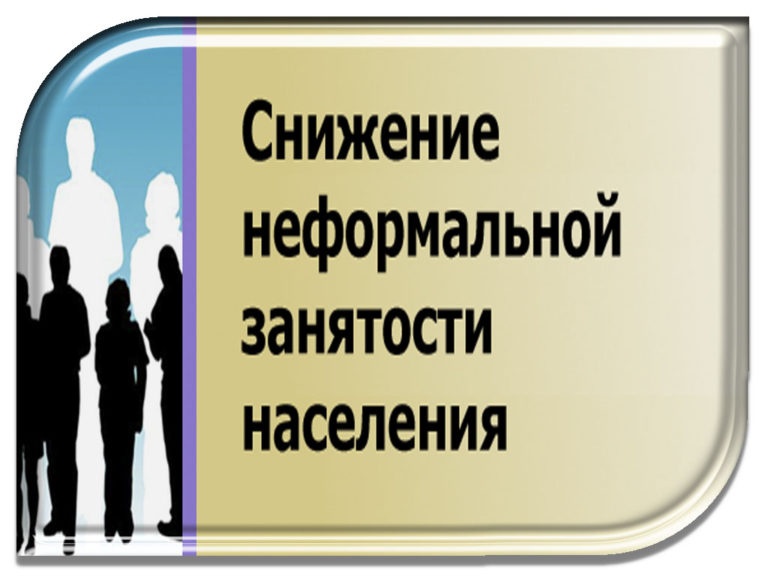 Снижение
неформальной
занятости
населения